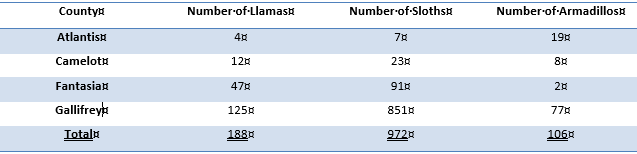 County¤ Number·of·Llamas¤ Number·of·Sloths¤ Number·of·Armadillos¤
Atlantis¤ 4¤ 7¤ 19¤
Camelot¤ 12¤ 23¤ 8¤
Fantasia¤ 47¤ 91¤ 2¤
Gallifrey¤ 125¤ 851¤ 77¤
Total¤ 188¤ 972¤ 106¤